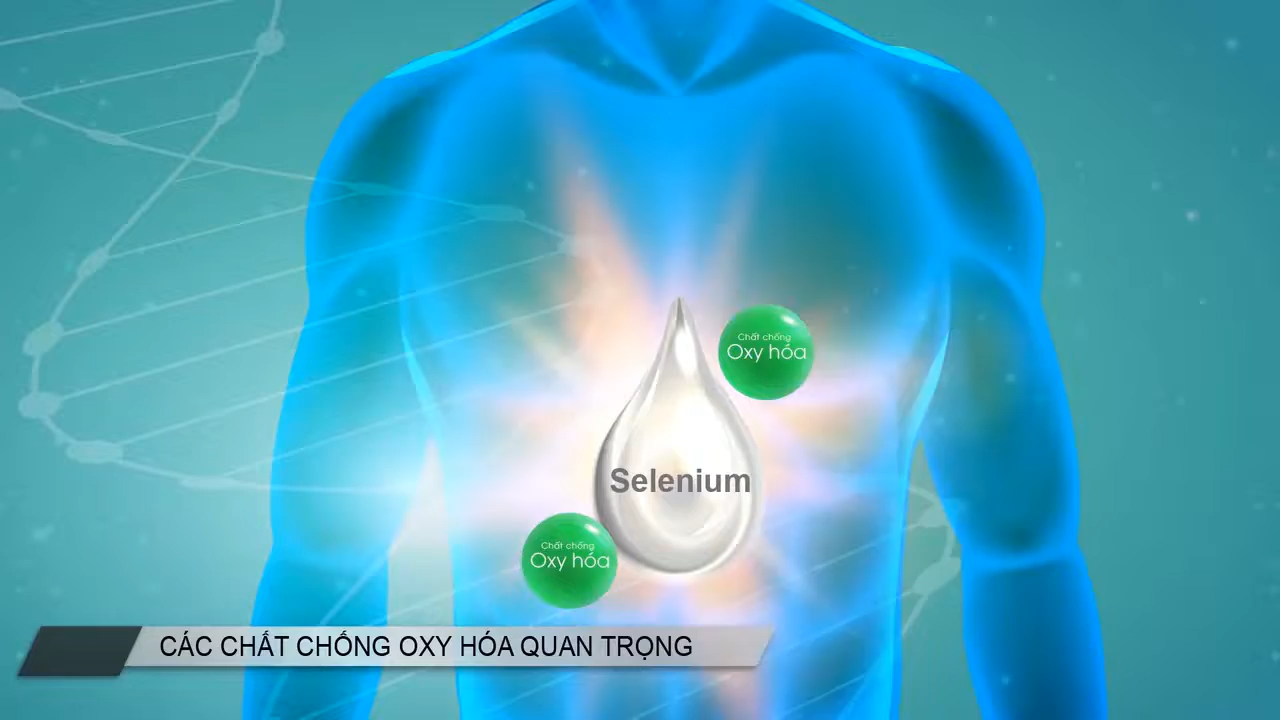 Chất chống
Oxy hóa
Selenium
Chất chống
Oxy hóa
CÁC CHẤT CHỐNG OXY HÓA QUAN TRỌNG